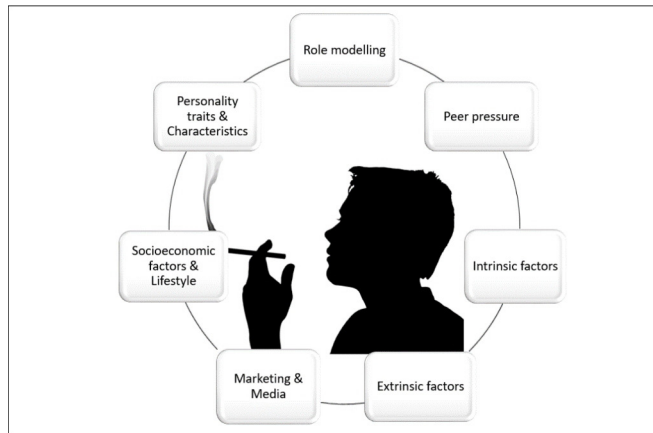 Role modelling
Peer pressure
Intrinsic factors
Extrinsic factors
Marketing &
Media
Socioeconomic
factors &
Lifestyle
Personality
traits &
Characteristics